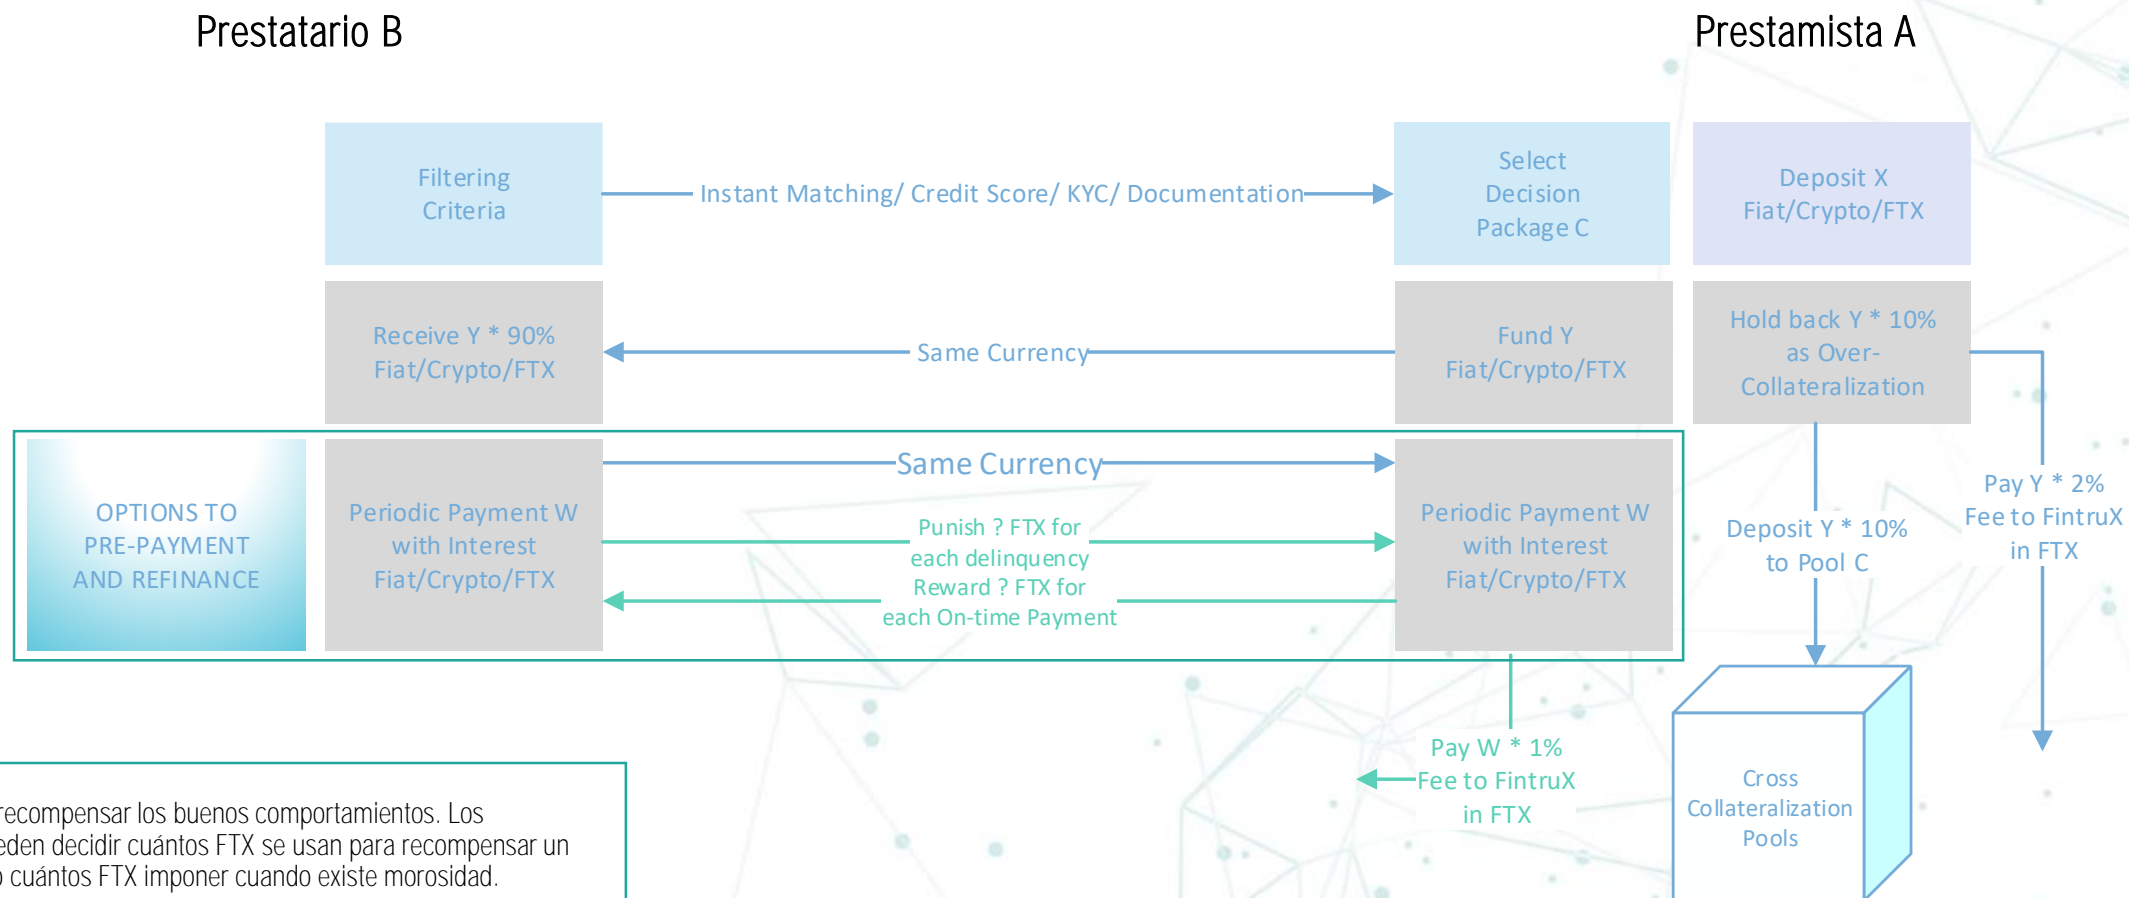 Prestatario B
Prestamista A
Filtering
Criteria
Instant Matching/ Credit Score/ KYC/ Documentation
Select
Decision
Package C
Deposit X
Fiat/Crypto/FTX
Receive Y * 90%
Fiat/Crypto/FTX
Same Currency
Fund Y
Fiat/Crypto/FTX
Hold back Y * 10%
as Over-
Collateralization
OPTIONS TO
PRE-PAYMENT
AND REFINANCE
Periodic Payment W
with Interest
Fiat/Crypto/FTX
Same Currency
Punish ? FTX for
each delinquency
Reward ? FTX for
each On-time Payment
Periodic Payment W
with Interest
Fiat/Crypto/FTX
Deposit Y * 10%
to Pool C
Pay Y * 2%
Fee to FintruX
in FTX
Pay W * 1%
Fee to FintruX
in FTX
Cross
Collateralization
Pools
recompensar los buenos comportamientos. Los
eden decidir cuántos FTX se usan para recompensar un
o cuántos FTX imponer cuando existe morosidad.